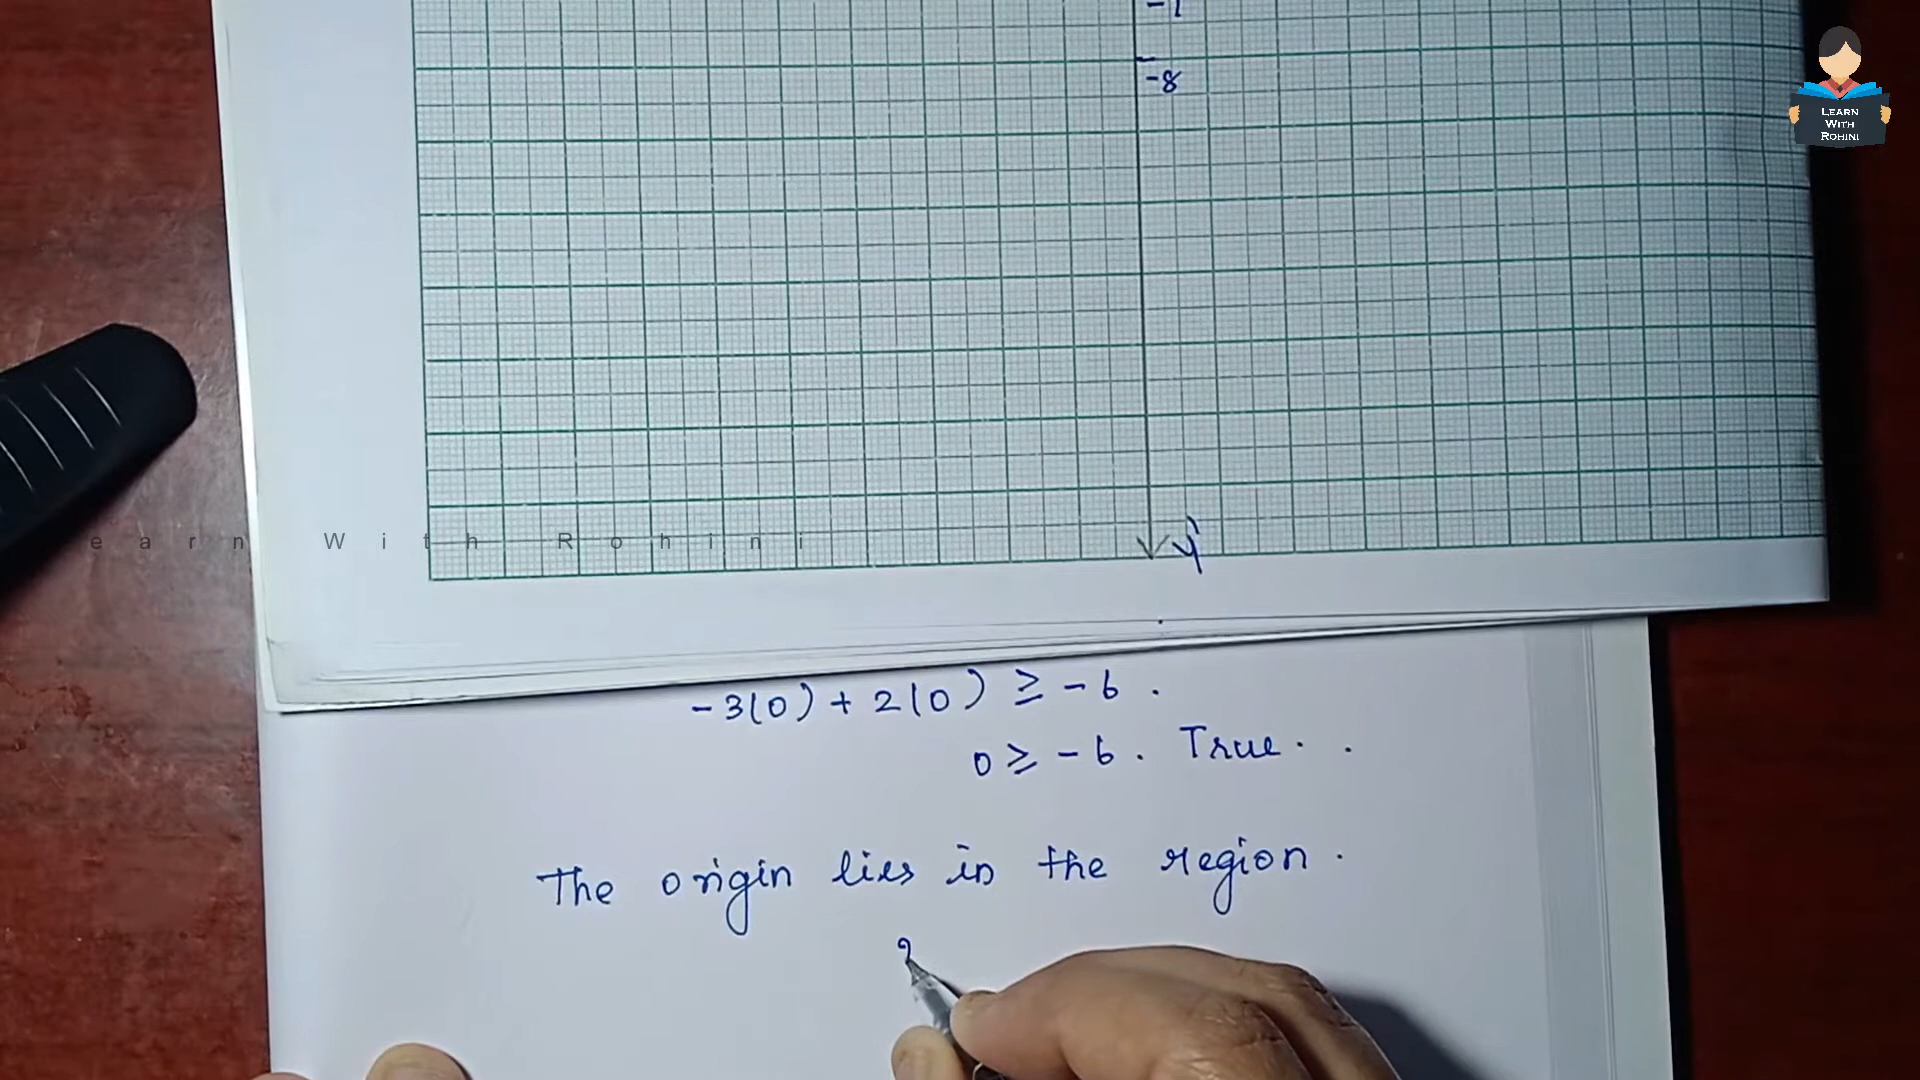 -8
LEARN
WITH
ROHINI
earn With Rohini
y'
-3(0) + 2(0) ≥ -6 .
0 ≥ -6 . True . .
The origin lies in the region .